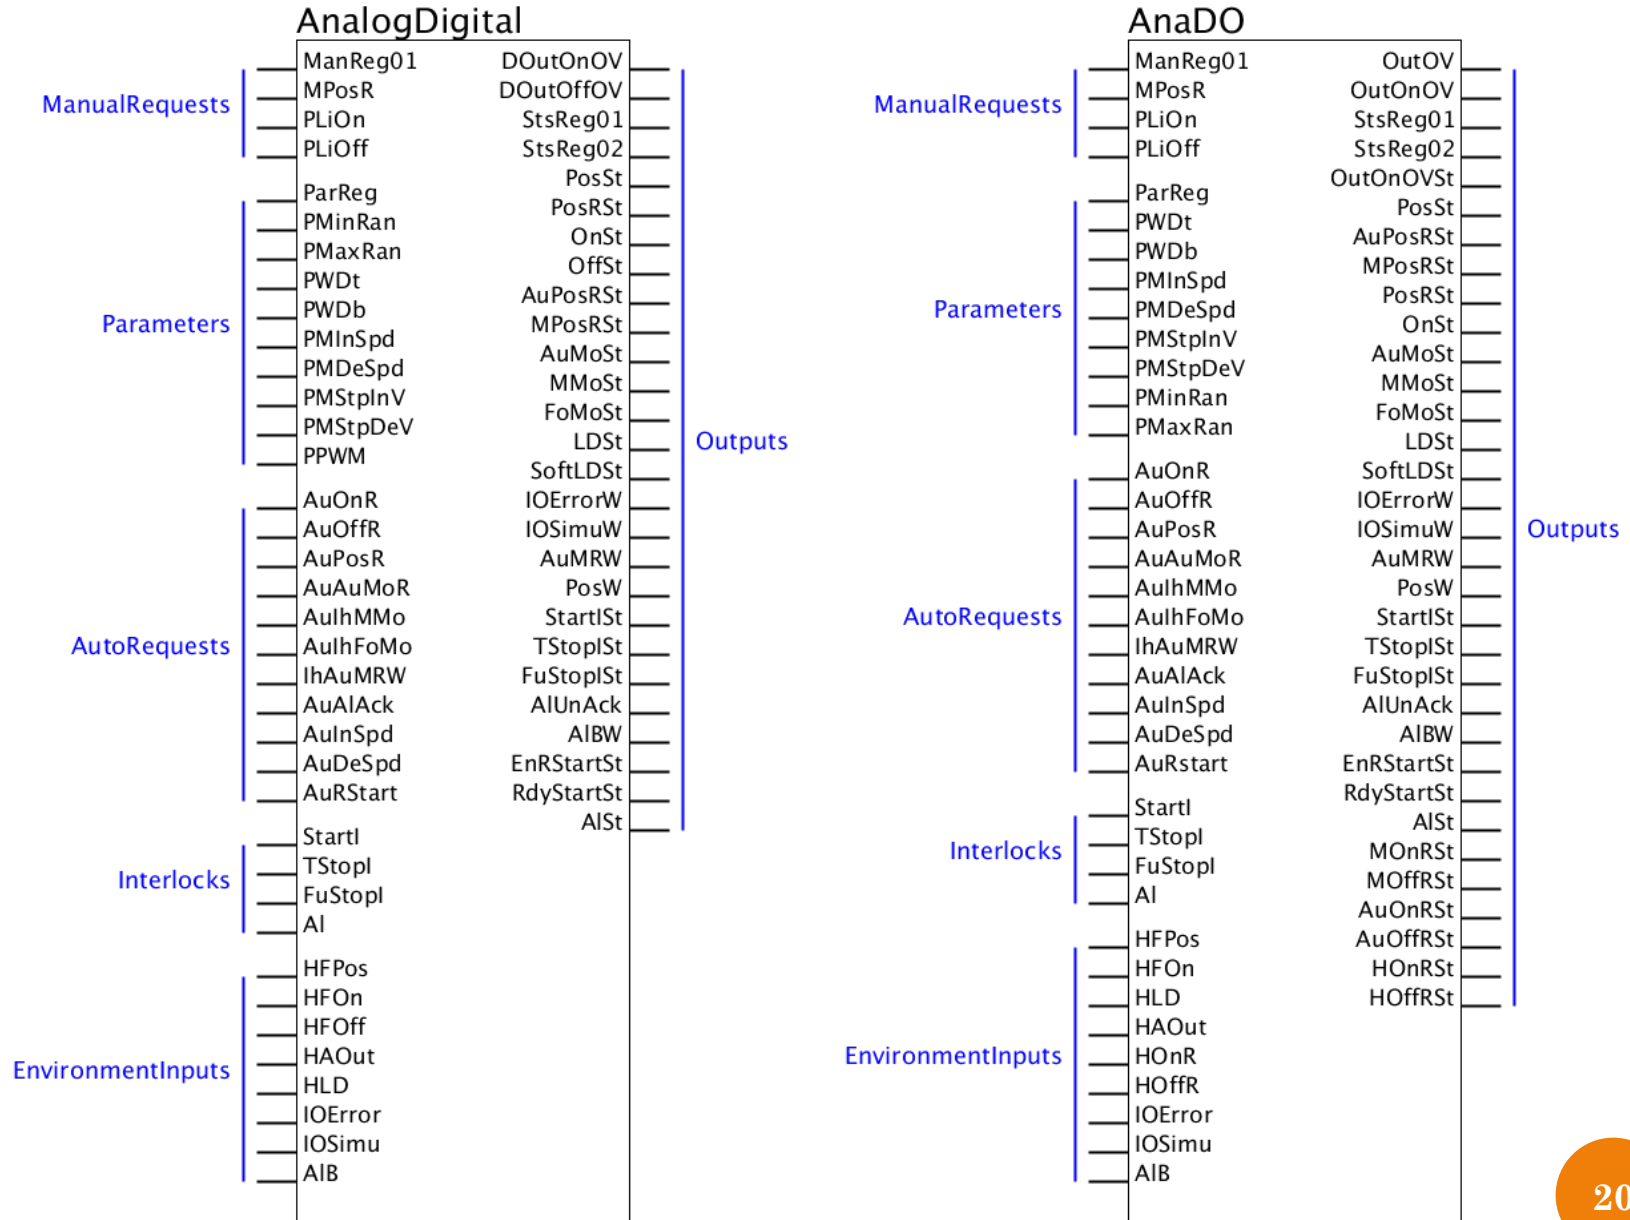 AnalogDigital
ManualRequests
ManReg01
MPosR
PLiOn
PLiOff
Parameters
ParReg
PMinRan
PMaxRan
PWDt
PWDb
PMInSpd
PMDeSpd
PMStpInV
PMStpDeV
PPWM
AutoRequests
AuOnR
AuOffR
AuPosR
AuAuMoR
AuIhMMo
AuIhFoMo
IhAuMRW
AuAlAck
AuInSpd
AuDeSpd
AuRStart
Interlocks
StartI
TStopI
FuStopI
Al
EnvironmentInputs
HFPos
HFOn
HFOff
HAOut
HLD
IOError
IOSimu
AlB
DOutOnOV
DOutOffOV
StsReg01
StsReg02
PosSt
PosRSt
OnSt
OffSt
AuPosRSt
MPosRSt
AuMoSt
MMoSt
FoMoSt
LDSt
SoftLDSt
IOErrorW
IOSimuW
AuMRW
PosW
StartISt
TStopISt
FuStopISt
AlUnAck
AlBW
EnRStartSt
RdyStartSt
AlSt
Outputs
AnaDO
ManualRequests
ManReg01
MPosR
PLiOn
PLiOff
Parameters
ParReg
PWDt
PWDb
PMInSpd
PMDeSpd
PMStpInV
PMStpDeV
PMinRan
PMaxRan
AutoRequests
AuOnR
AuOffR
AuPosR
AuAuMoR
AuIhMMo
AuIhFoMo
IhAuMRW
AuAlAck
AuInSpd
AuDeSpd
AuRstart
Interlocks
StartI
TStopI
FuStopI
Al
EnvironmentInputs
HFPos
HFOn
HLD
HAOut
HOnR
HOffR
IOError
IOSimu
AlB
OutOV
OutOnOV
StsReg01
StsReg02
OutOnOVSt
PosSt
AuPosRSt
MPosRSt
PosRSt
OnSt
AuMoSt
MMoSt
FoMoSt
LDSt
SoftLDSt
IOErrorW
IOSimuW
AuMRW
PosW
StartISt
TStopISt
FuStopISt
AlUnAck
AlBW
EnRStartSt
RdyStartSt
AlSt
MOnRSt
MOffRSt
AuOnRSt
AuOffRSt
HOnRSt
HOffRSt
Outputs
20